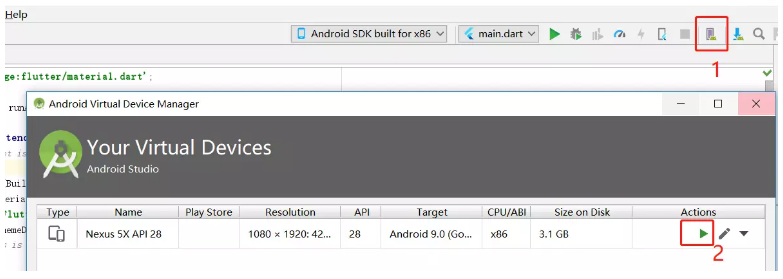 Help
Android SDK built for x86
main.dart
1
ge:flutter/material.dart';
run
Android Virtual Device Manager
tend
t is
Your Virtual Devices
Android Studio
Buil
eria
Type Name Play Store Resolution API Target CPU/ABI Size on Disk Actions
lut
Nexus 5X API 28 1080 × 1920: 42... 28 Android 9.0 (Go... x86 3.1 GB
hemeD
s is
2